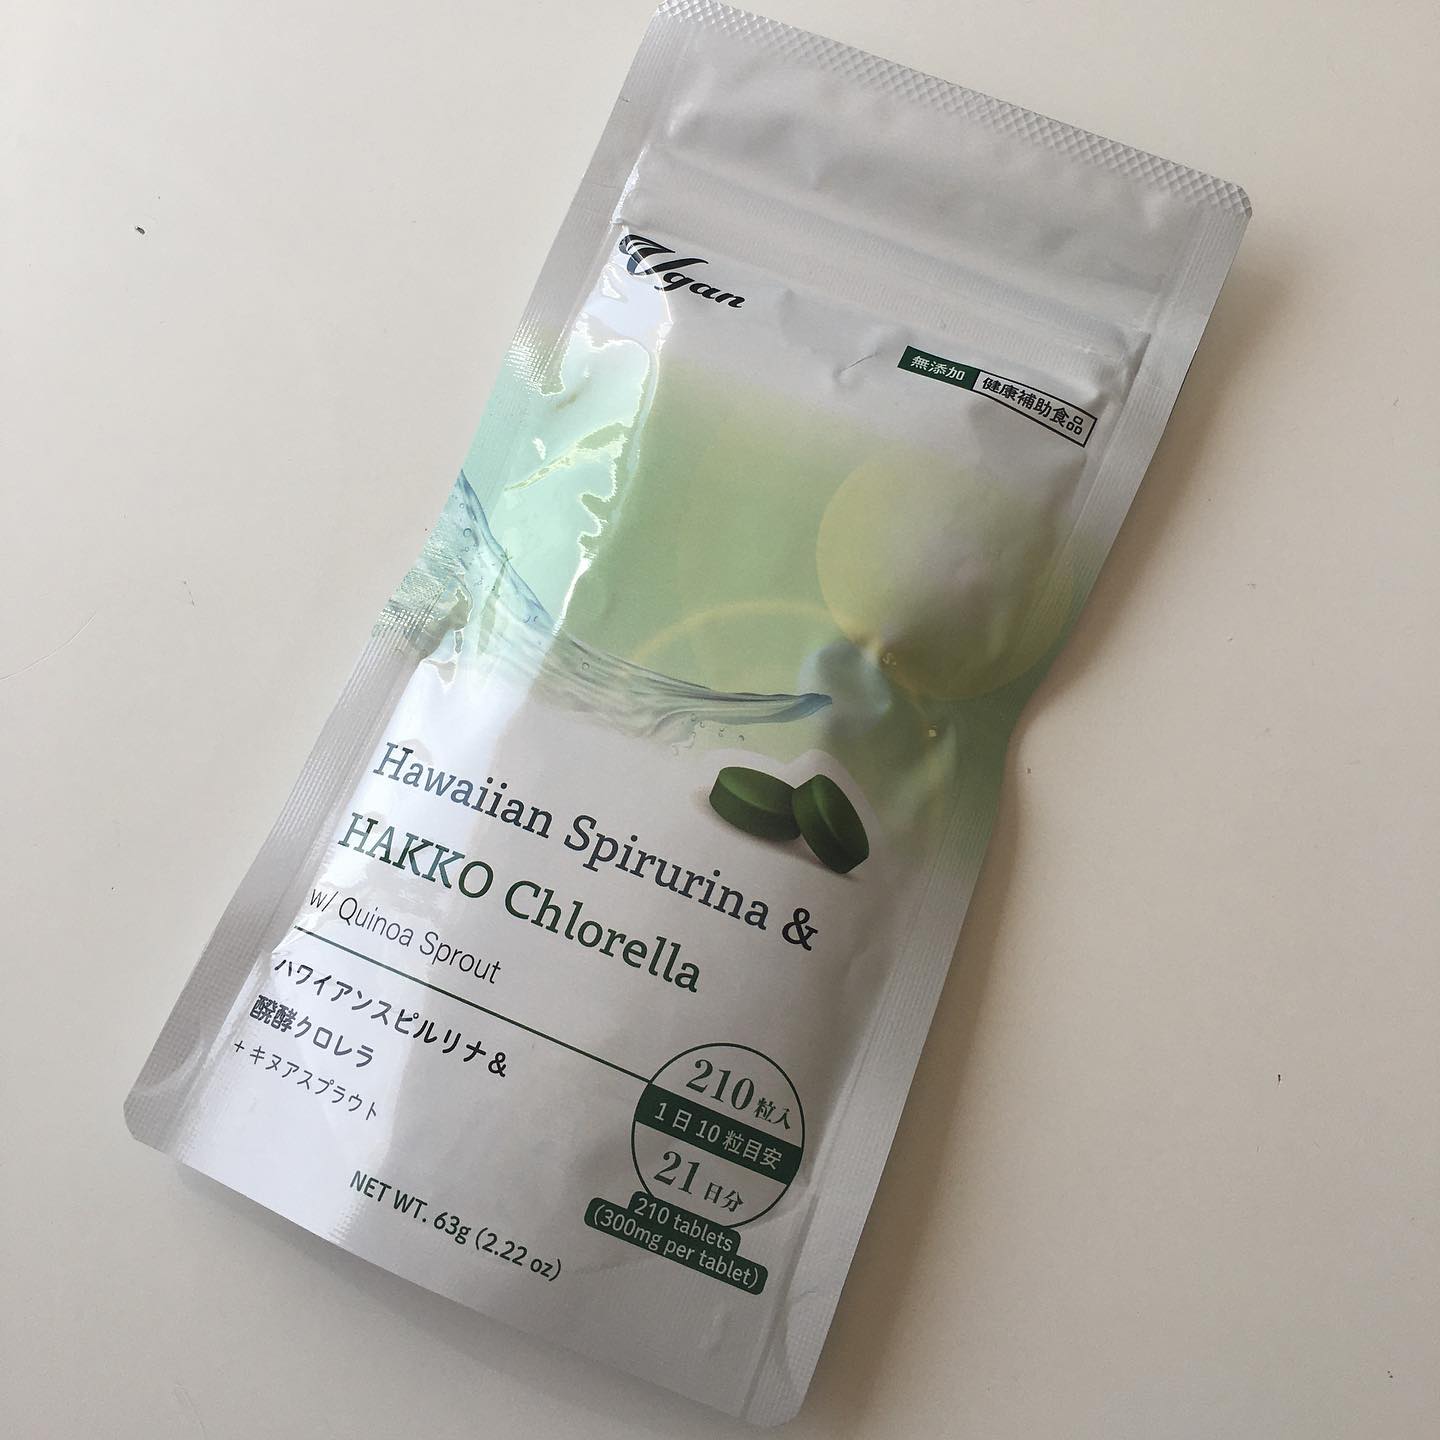 Vgan
無添加 健康補助食品
Hawaiian Spirurina &
HAKKO Chlorella
w/ Quinoa Sprout
ハワイアンスピルリナ&
醗酵クロレラ
+ キヌアスプラウト
210粒入
1日10粒目安
21日分
210 tablets
(300mg per tablet)
NET WT. 63g (2.22 oz)